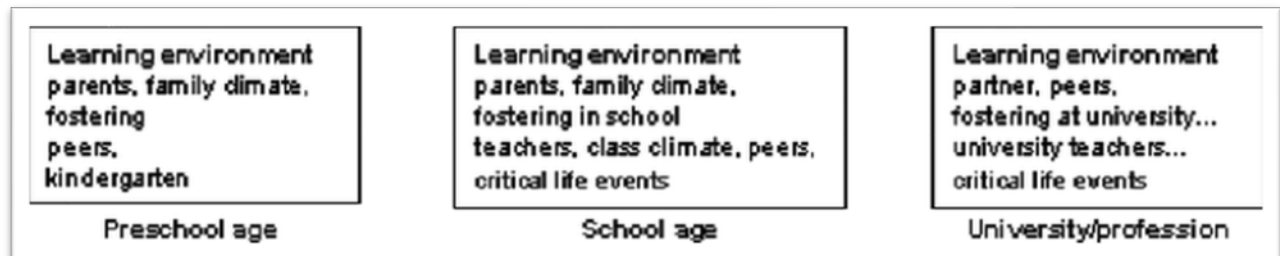 Learning environment
parents, family climate,
fostering
peers,
kindergarten
Preschool age
Learning environment
parents, family climate,
fostering in school
teachers, class climate, peers,
critical life events
School age
Learning environment
partner, peers,
fostering at university...
university teachers...
critical life events
University/profession